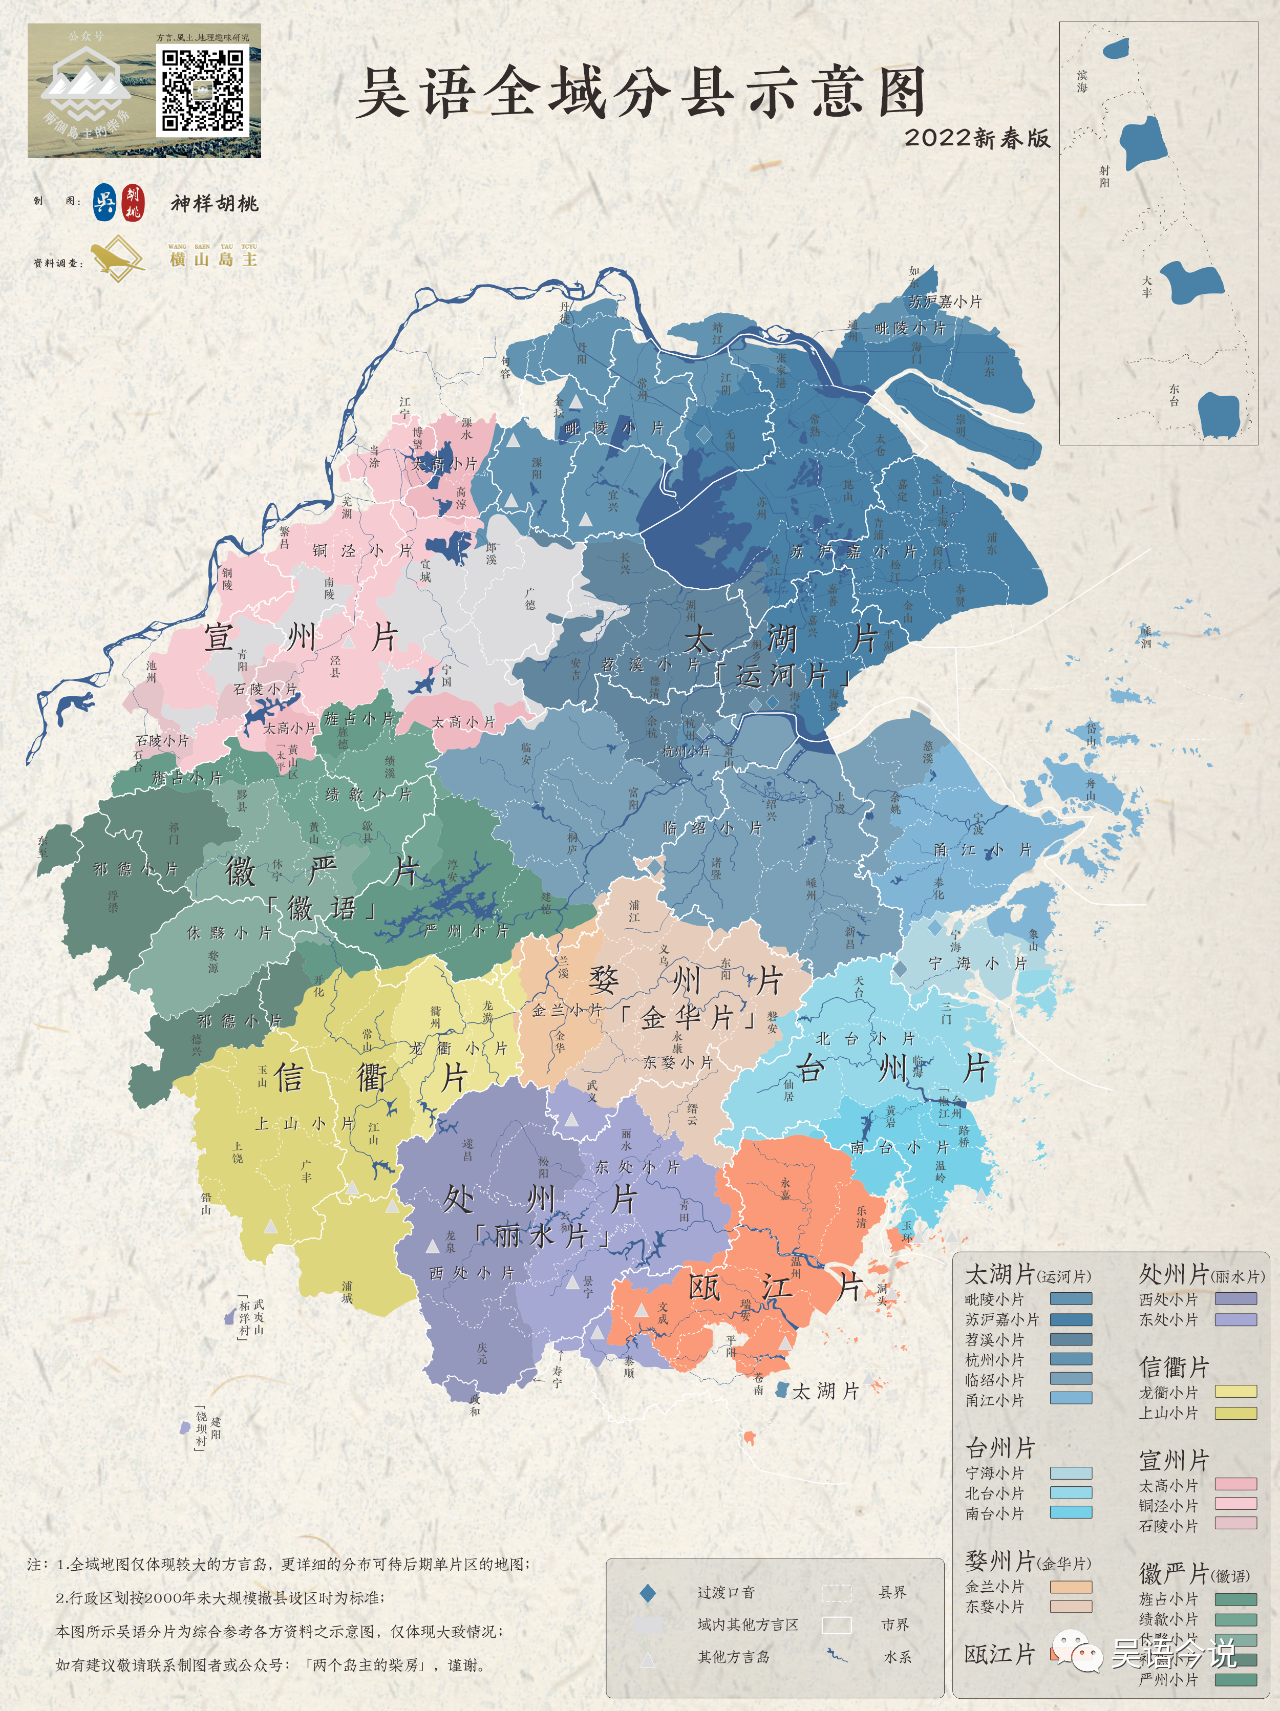 公众号
方言、風土、地理趣味研究
兩個島主的柴房
吴语全域分县示意图
2022新春版
制 图：
吳
胡桃
神样胡桃
资料调查：
WANG SAEN TAU TCYU
橫山島主
滨海
射阳
大丰
东台
如东
苏沪嘉小片
通州
毗陵小片
海门
启东
丹徒
丹阳
句容
靖江
张家港
江阴
常州
金坛
毗陵小片
无锡
常熟
太仓
崇明
江宁
溧水
博望
当涂
太高小片
高淳
溧阳
宜兴
苏州
昆山
嘉定
宝山
上海
青浦
浦东
芜湖
繁昌
铜泾小片
宣城
郎溪
长兴
吴江
苏沪嘉小片
松江
闵行
铜陵
南陵
广德
湖州
嘉善
嘉兴
金山
奉贤
平湖
宣州片
太湖片
「运河片」
池州
青阳
泾县
宁国
安吉
苕溪小片
德清
桐乡
海宁
海盐
嵊泗
石陵小片
太高小片
旌占小片
旌德
太高小片
余杭
杭州
杭州小片
萧山
石陵小片
石台
旌占小片
黄山区
「太平」
绩溪
临安
慈溪
岱山
黟县
绩歙小片
富阳
绍兴
上虞
余姚
舟山
东至
祁门
黄山
歙县
桐庐
临绍小片
宁波
甬江小片
祁德小片
徽严片
「徽语」
休宁
淳安
诸暨
嵊州
奉化
浮梁
建德
浦江
休黟小片
严州小片
新昌
宁海
象山
婺源
兰溪
义乌
东阳
宁海小片
开化
婺州片
「金华片」
天台
三门
祁德小片
德兴
衢州
龙游
金兰小片
磐安
常山
龙衢小片
金华
永康
东婺小片
北台小片
玉山
信衢片
台州片
临海
武义
缙云
仙居
「椒江」
台州
黄岩
路桥
上山小片
江山
遂昌
丽水
南台小片
上饶
广丰
松阳
东处小片
温岭
铅山
处州片
「丽水片」
云和
青田
永嘉
乐清
玉环
龙泉
西处小片
温州
浦城
景宁
瓯江片
洞头
武夷山
「柘洋村」
文成
瑞安
庆元
平阳
寿宁
泰顺
苍南
太湖片
政和
建阳
「饶坝村」
太湖片(运河片)
毗陵小片
苏沪嘉小片
苕溪小片
杭州小片
临绍小片
甬江小片
台州片
宁海小片
北台小片
南台小片
婺州片(金华片)
金兰小片
东婺小片
瓯江片
处州片(丽水片)
西处小片
东处小片
信衢片
龙衢小片
上山小片
宣州片
太高小片
铜泾小片
石陵小片
徽严片(徽语)
旌占小片
绩歙小片
休黟小片
严州小片
吴语今说
过渡口音
域内其他方言区
其他方言岛
县界
市界
水系
注：1.全域地图仅体现较大的方言岛，更详细的分布可待后期单片区的地图；
2.行政区划按2000年未大规模撤县设区时为标准；
本图所示吴语分片为综合参考各方资料之示意图，仅体现大致情况；
如有建议敬请联系制图者或公众号：「两个岛主的柴房」，谨谢。